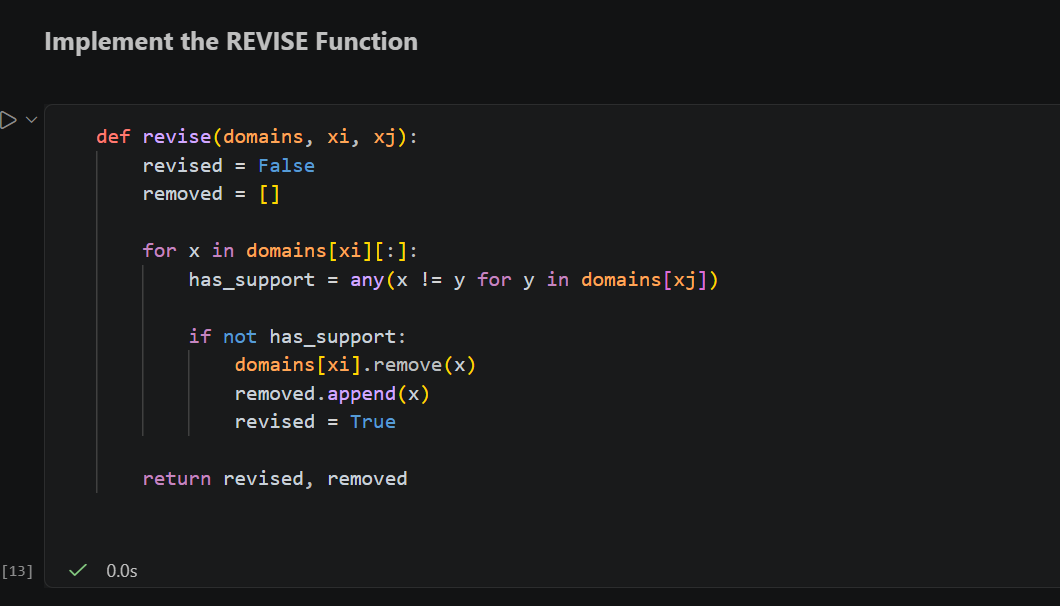 Implement the REVISE Function
def revise(domains, xi, xj):
    revised = False
    removed = []
    for x in domains[xi][:]:
        has_support = any(x != y for y in domains[xj])
        if not has_support:
            domains[xi].remove(x)
            removed.append(x)
            revised = True
    return revised, removed
[13] 0.0s